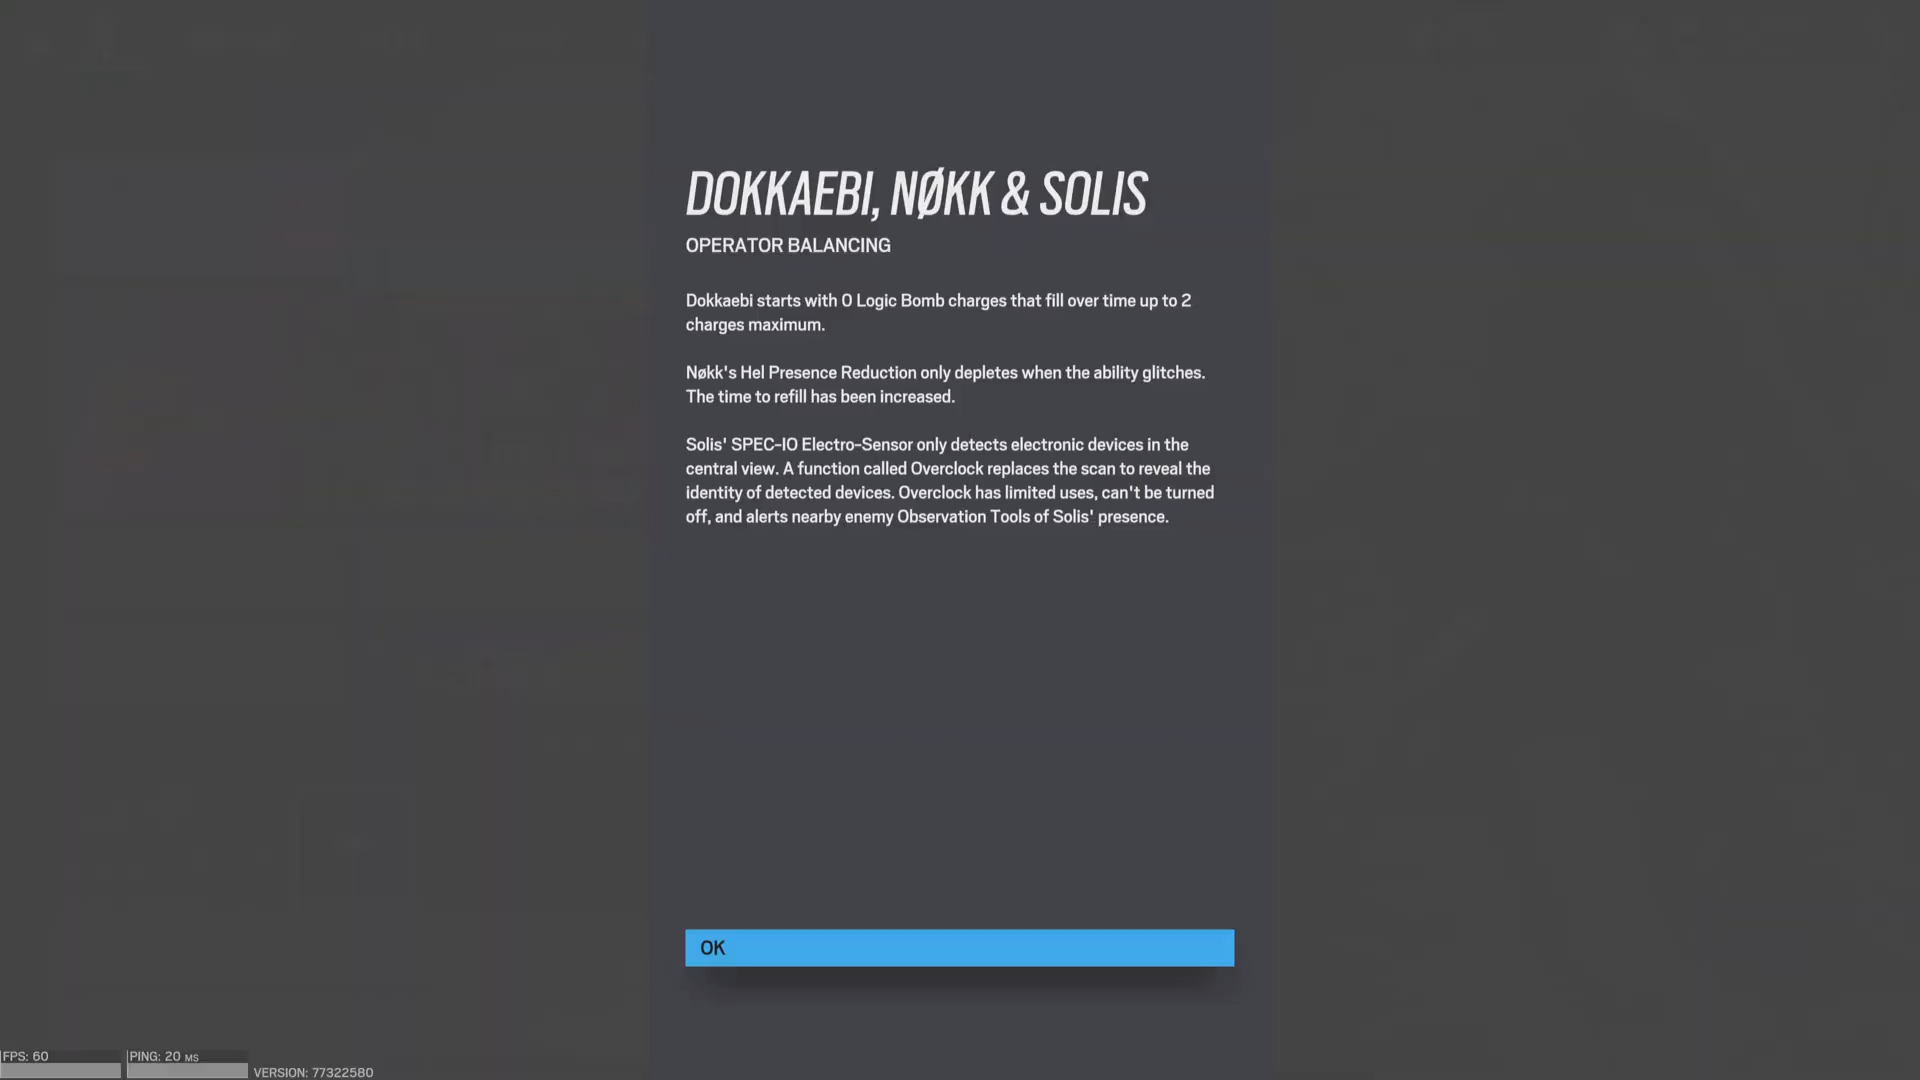 DOKKAEBI, NØKK & SOLIS
OPERATOR BALANCING
Dokkaebi starts with 0 Logic Bomb charges that fill over time up to 2
charges maximum.
Nøkk's Hel Presence Reduction only depletes when the ability glitches.
The time to refill has been increased.
Solis' SPEC-IO Electro-Sensor only detects electronic devices in the
central view. A function called Overclock replaces the scan to reveal the
identity of detected devices. Overclock has limited uses, can't be turned
off, and alerts nearby enemy Observation Tools of Solis' presence.
OK
FPS: 60
PING: 20 MS
VERSION: 77322580